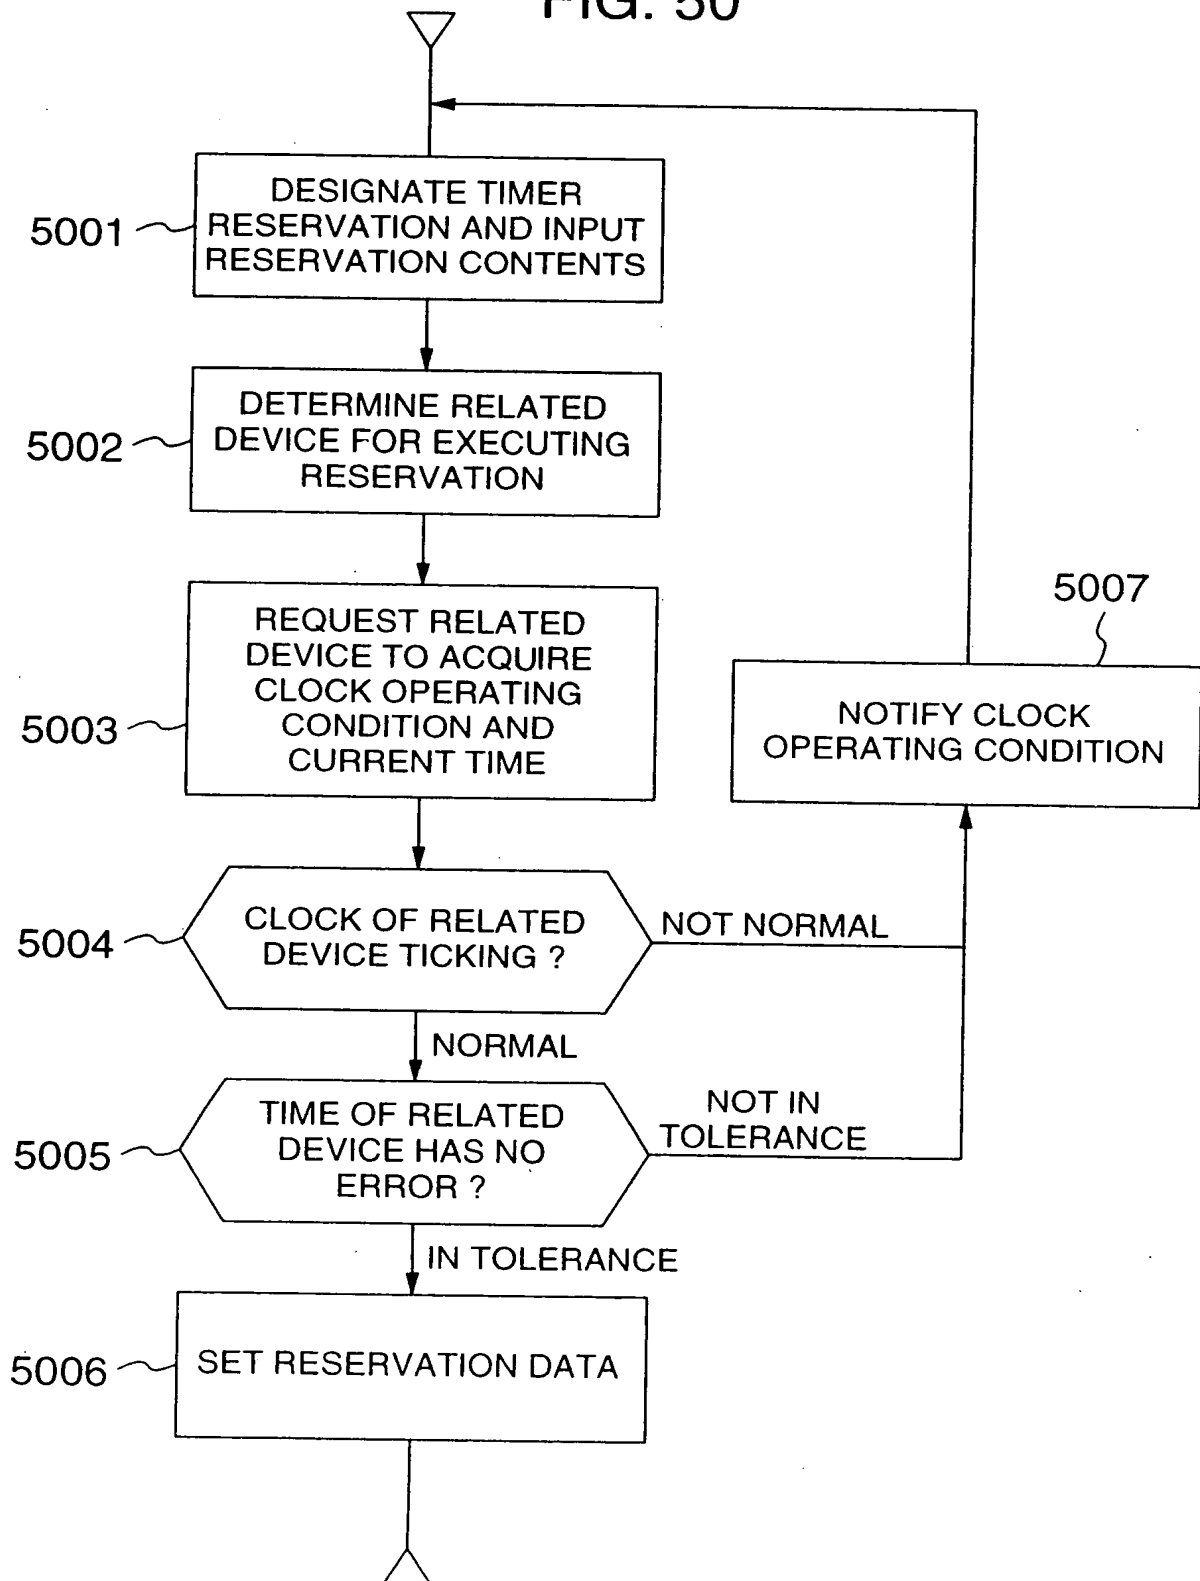 FIG. 50
DESIGNATE TIMER
RESERVATION AND INPUT
RESERVATION CONTENTS
5001
DETERMINE RELATED
DEVICE FOR EXECUTING
RESERVATION
5002
REQUEST RELATED
DEVICE TO ACQUIRE
CLOCK OPERATING
CONDITION AND
CURRENT TIME
5003
5007
NOTIFY CLOCK
OPERATING CONDITION
CLOCK OF RELATED
DEVICE TICKING ?
5004
NOT NORMAL
NORMAL
TIME OF RELATED
DEVICE HAS NO
ERROR ?
5005
NOT IN
TOLERANCE
IN TOLERANCE
SET RESERVATION DATA
5006